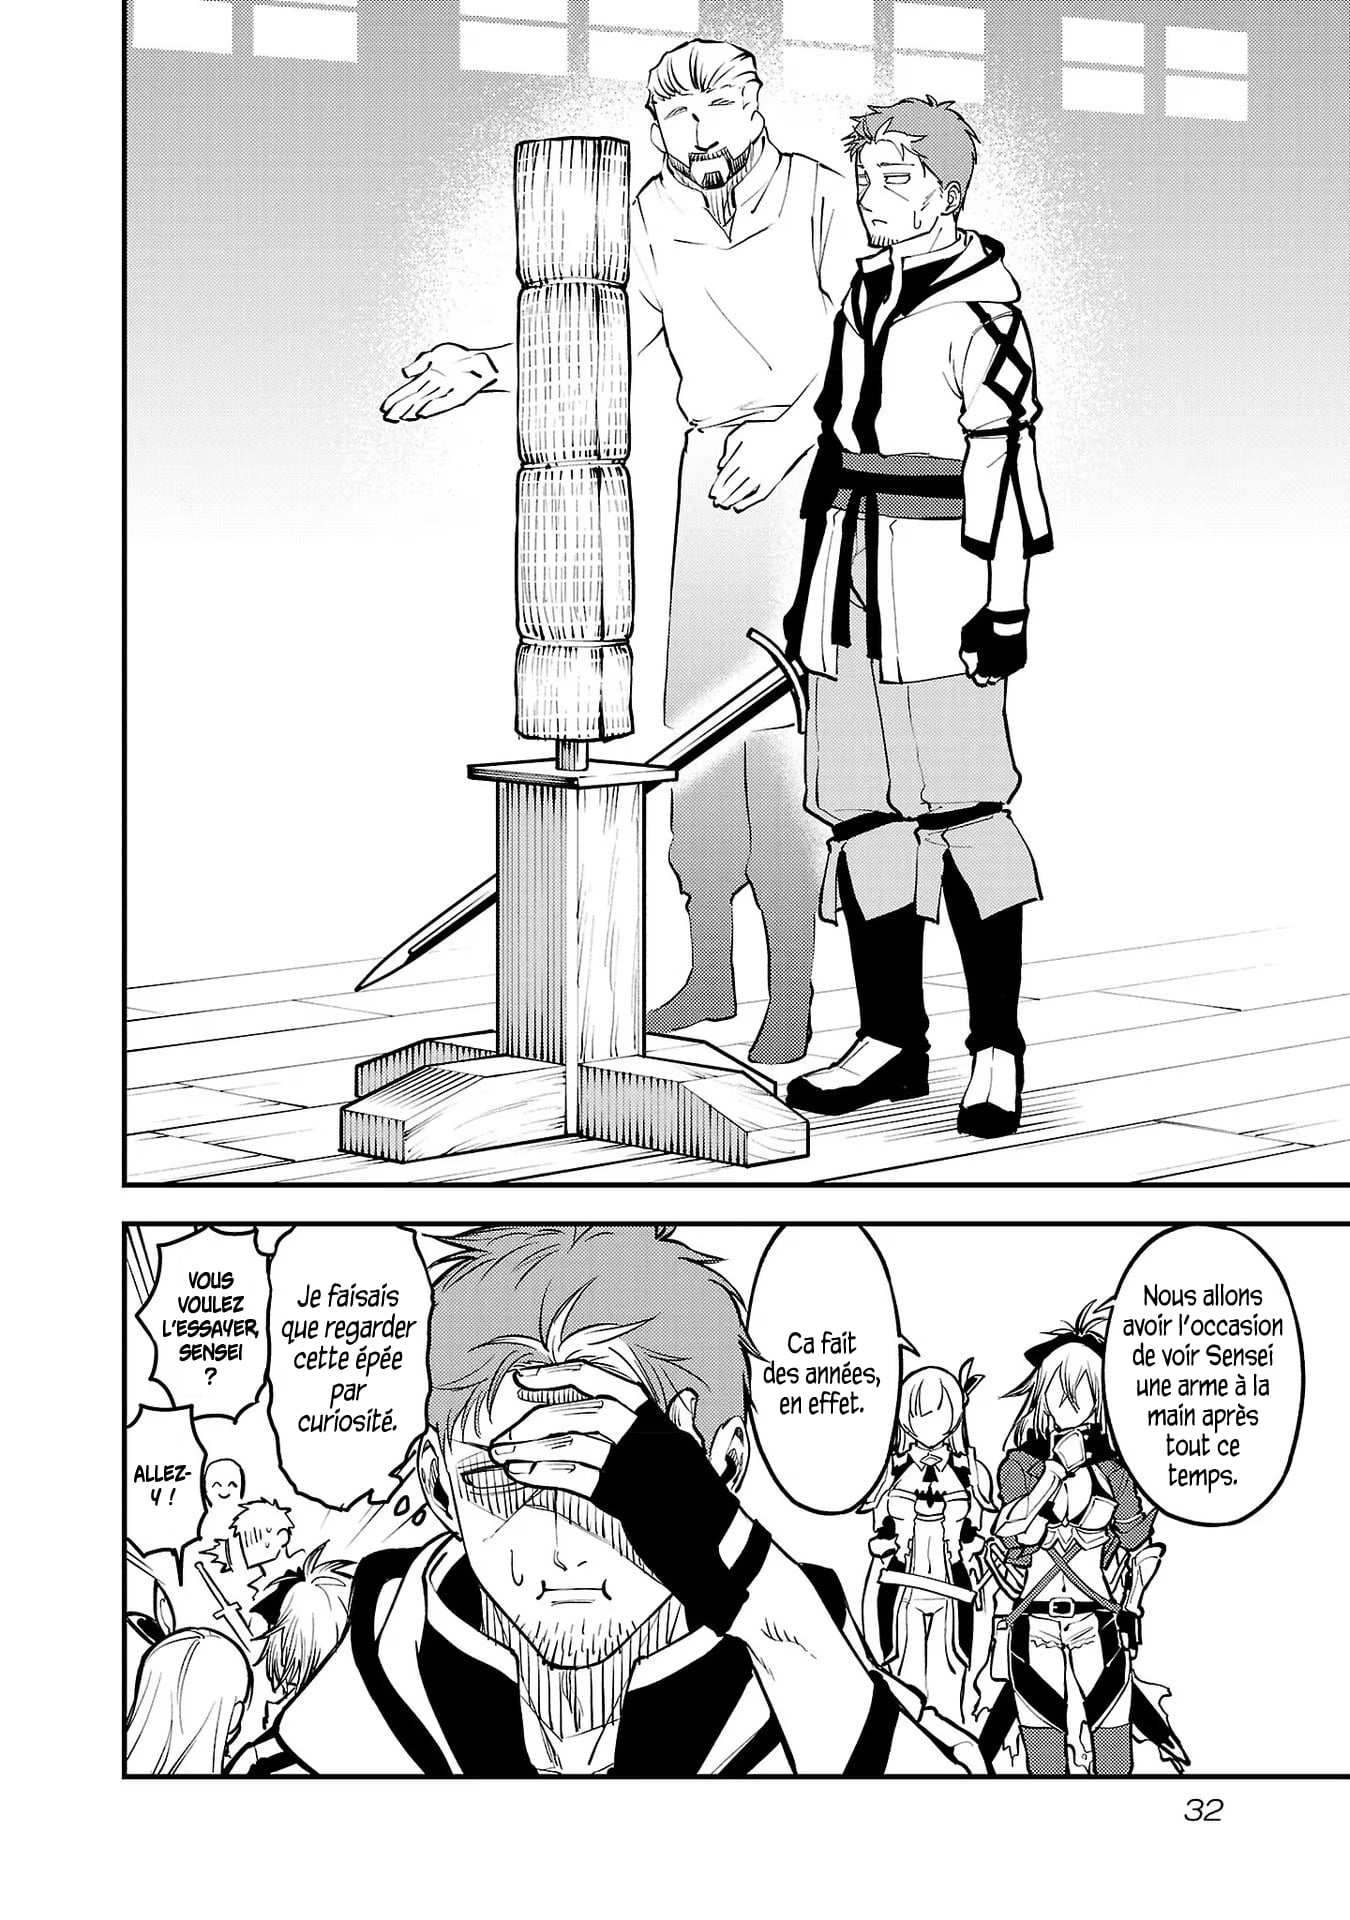 Nous allons
avoir l'occasion
de voir Sensei
une arme à la
main après
tout ce
temps.
Ca fait
des années,
en effet.
Je faisais
que regarder
cette épée
par
curiosité.
VOUS
VOULEZ
L'ESSAYER,
SENSEI
?
ALLEZ-
Y !
32